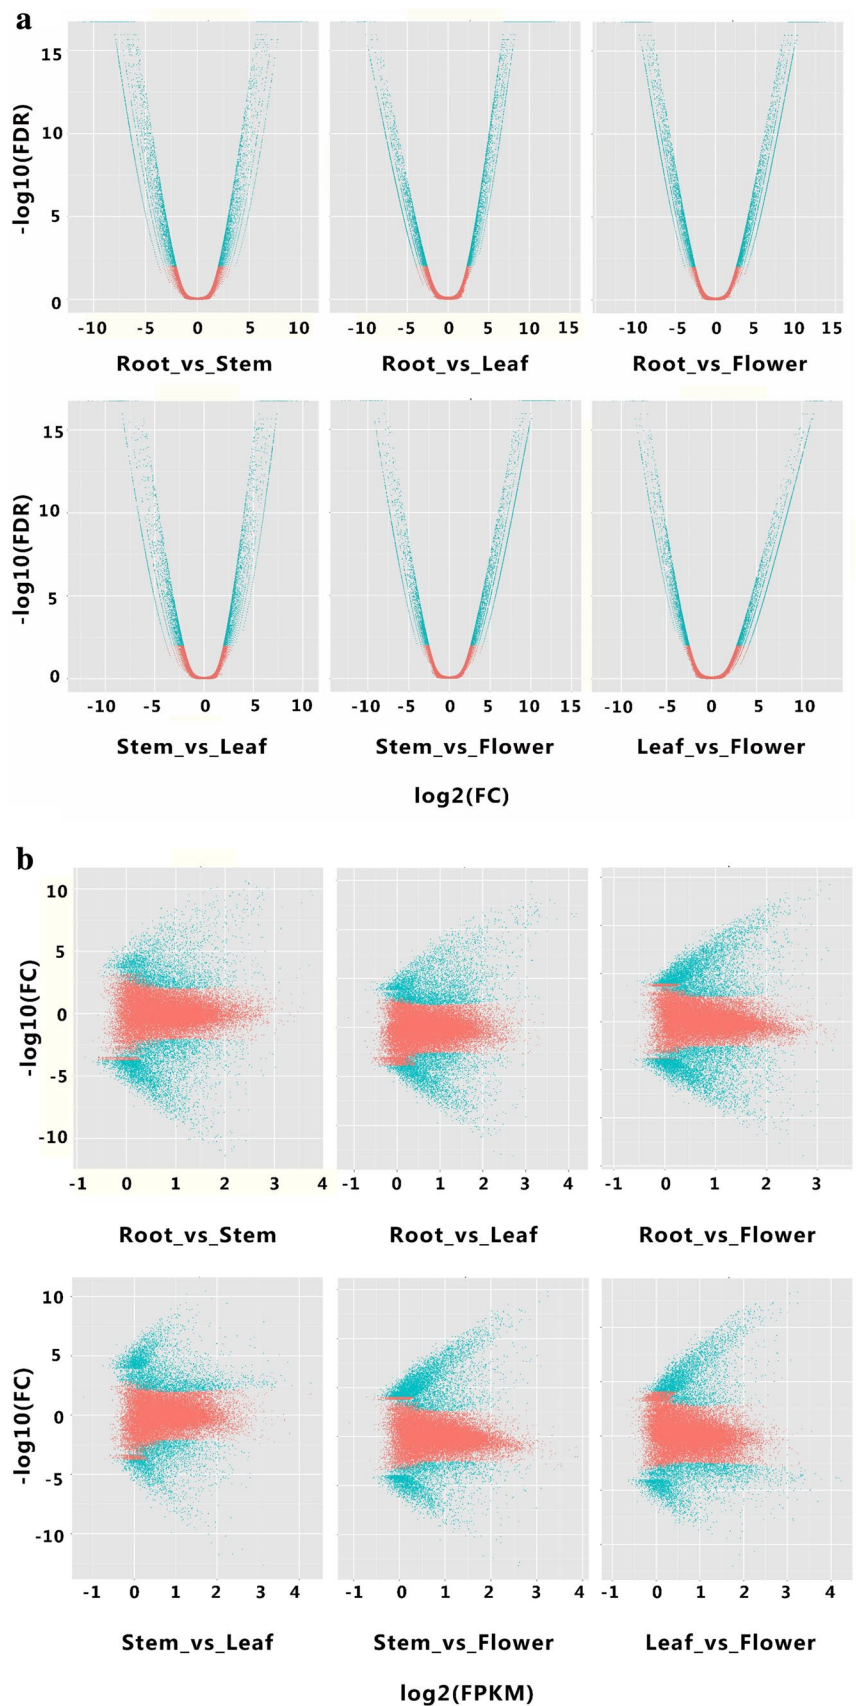 a
-log10(FDR)
15
10
5
0
-10 -5 0 5 10
-10 -5 0 5 10 15
-10 -5 0 5 10 15
Root_vs_Stem Root_vs_Leaf Root_vs_Flower
-log10(FDR)
15
10
5
0
-10 -5 0 5 10
-10 -5 0 5 10 15
-10 -5 0 5 10
Stem_vs_Leaf Stem_vs_Flower Leaf_vs_Flower
log2(FC)
b
-log10(FC)
10
5
0
-5
-10
-1 0 1 2 3 4
-1 0 1 2 3 4
-1 0 1 2 3
Root_vs_Stem Root_vs_Leaf Root_vs_Flower
-log10(FC)
10
5
0
-5
-10
-1 0 1 2 3 4
-1 0 1 2 3 4
-1 0 1 2 3 4
Stem_vs_Leaf Stem_vs_Flower Leaf_vs_Flower
log2(FPKM)